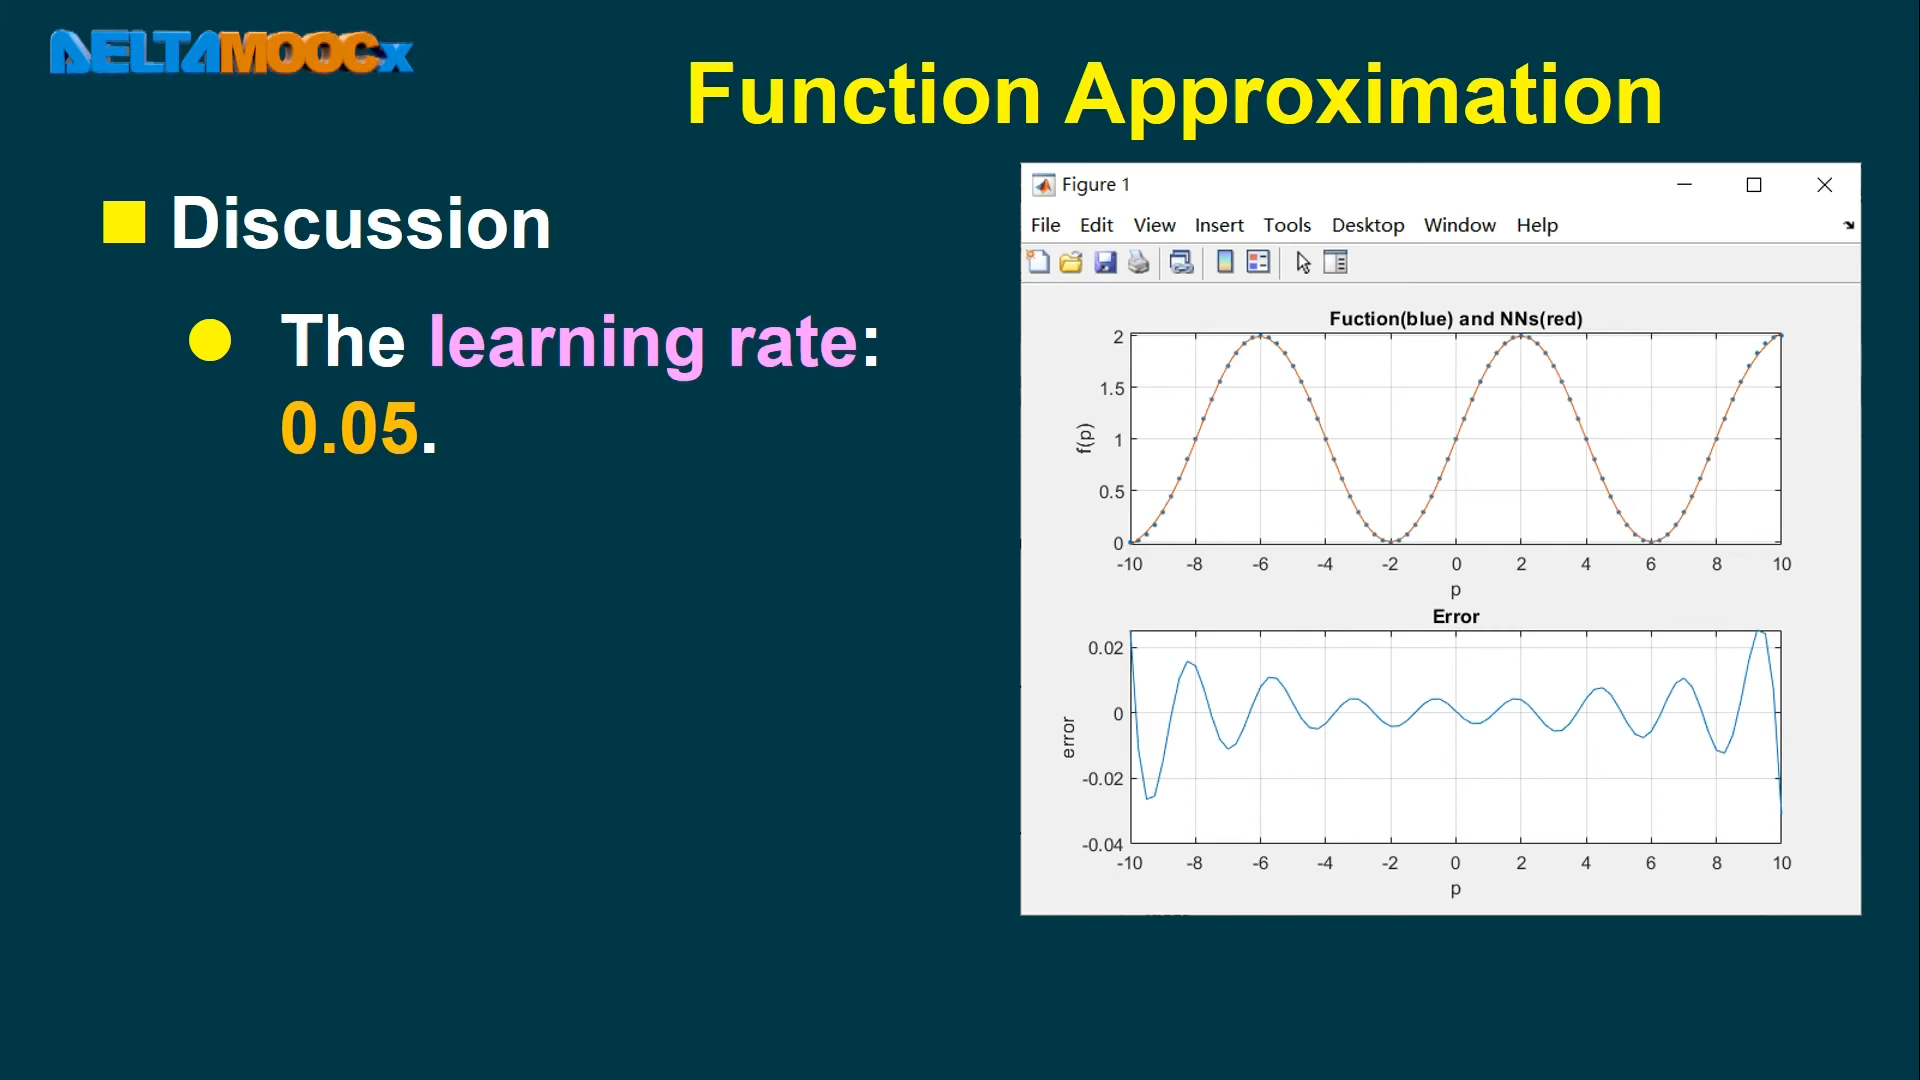 DELTAMOOCx
Function Approximation
Discussion
The learning rate:
0.05.
Figure 1
File Edit View Insert Tools Desktop Window Help
Fuction(blue) and NNs(red)
2
1.5
1
0.5
0
f(p)
-10 -8 -6 -4 -2 0 2 4 6 8 10
p
Error
0.02
0
-0.02
-0.04
error
-10 -8 -6 -4 -2 0 2 4 6 8 10
p